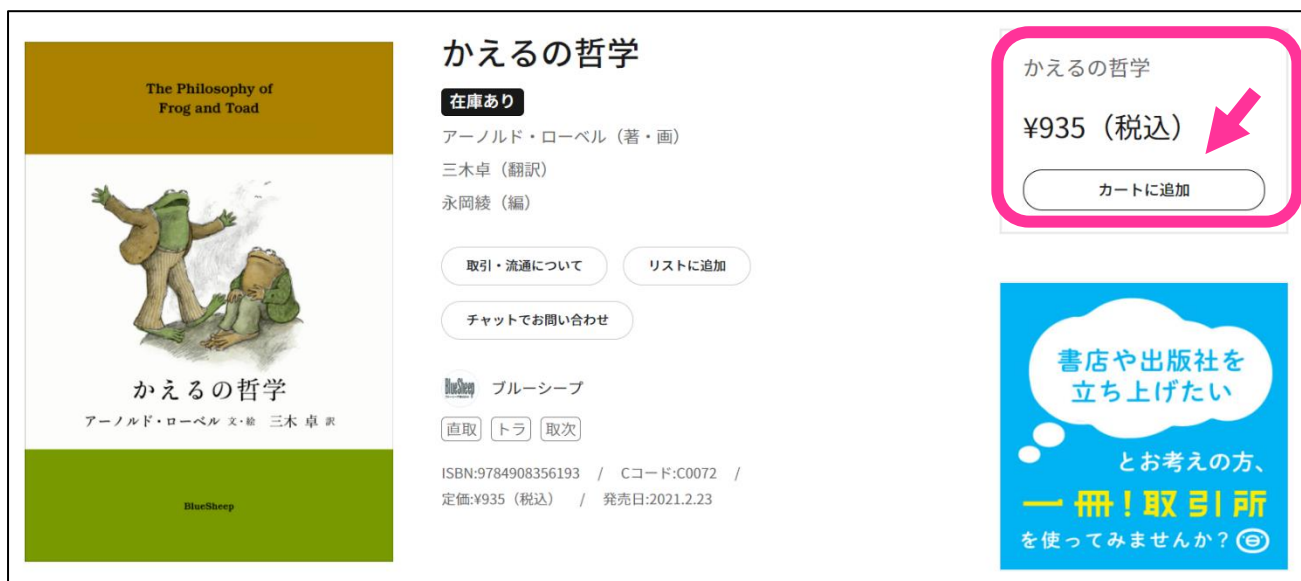 The Philosophy of
Frog and Toad
かえるの哲学
アーノルド・ローベル 文・絵 三木 卓 訳
BlueSheep
かえるの哲学
在庫あり
アーノルド・ローベル（著・画）
三木卓（翻訳）
永岡綾（編）
取引・流通について
リストに追加
チャットでお問い合わせ
BlueSheep
ブルーシープ
直取 トラ 取次
ISBN:9784908356193 / Cコード:C0072 /
定価:¥935（税込） / 発売日:2021.2.23
かえるの哲学
¥935（税込）
カートに追加
書店や出版社を
立ち上げたい
とお考えの方、
一冊！取引所
を使ってみませんか？